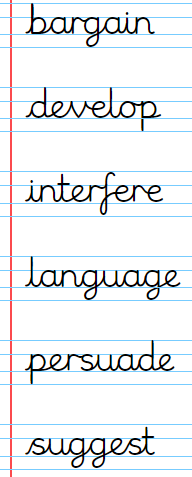 bargain
develop
interfere
language
persuade
suggest